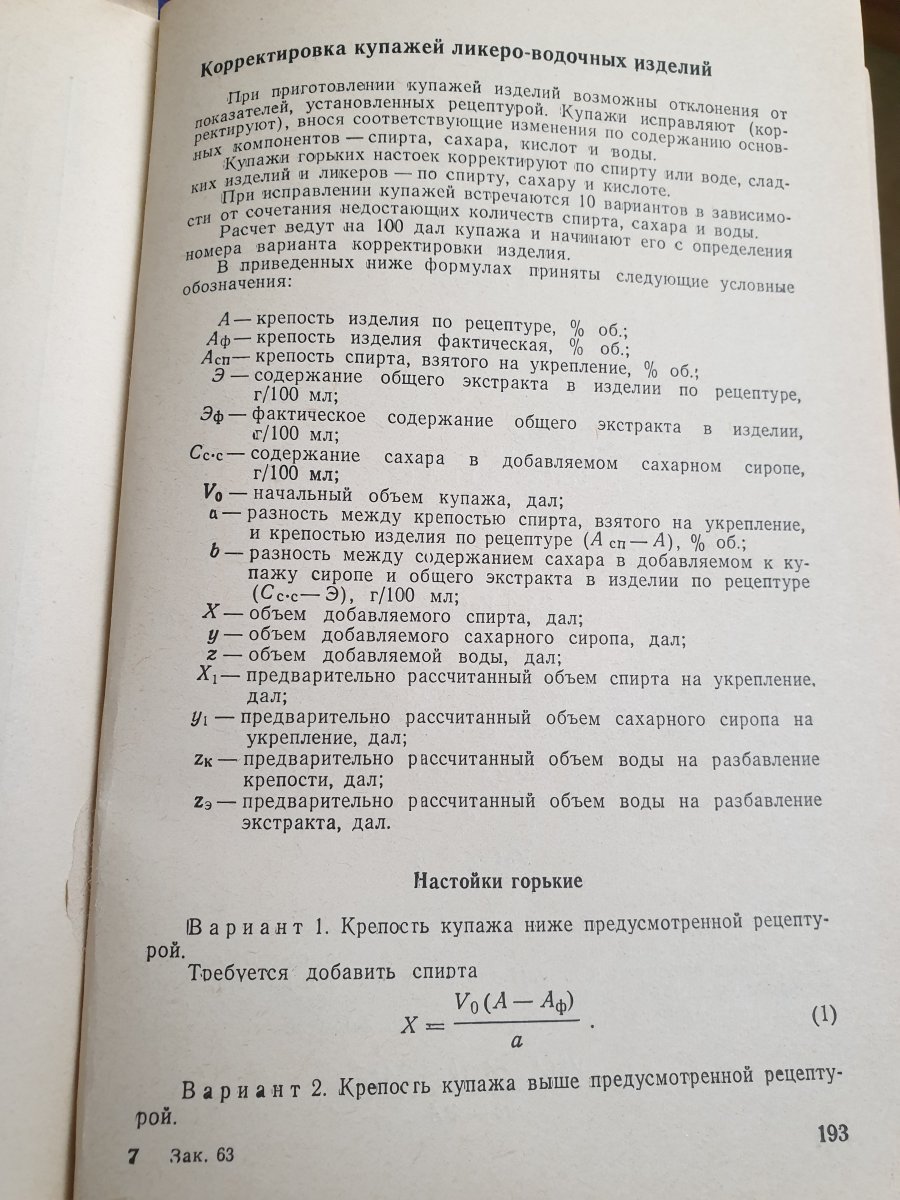 Корректировка купажей ликеро-водочных изделий
При приготовлении купажей изделий возможны отклонения от
показателей, установленных рецептурой. Купажи исправляют (кор-
ректируют), внося соответствующие изменения по содержанию основ-
ных компонентов — спирта, сахара, кислот и воды.
Купажи горьких настоек корректируют по спирту или воде, слад-
ких изделий и ликеров — по спирту, сахару и кислоте.
При исправлении купажей встречаются 10 вариантов в зависимо-
сти от сочетания недостающих количеств спирта, сахара и воды.
Расчет ведут на 100 дал купажа и начинают его с определения
номера варианта корректировки изделия.
В приведенных ниже формулах приняты следующие условные
обозначения:
A — крепость изделия по рецептуре, % об.;
Aф — крепость изделия фактическая, % об.;
Aсп — крепость спирта, взятого на укрепление, % об.;
Э — содержание общего экстракта в изделии по рецептуре,
г/100 мл;
Эф — фактическое содержание общего экстракта в изделии,
г/100 мл;
Cс·с — содержание сахара в добавляемом сахарном сиропе,
г/100 мл;
V₀ — начальный объем купажа, дал;
a — разность между крепостью спирта, взятого на укрепление,
и крепостью изделия по рецептуре (A сп — A), % об.;
b — разность между содержанием сахара в добавляемом к ку-
пажу сиропе и общего экстракта в изделии по рецептуре
(Cс·с — Э), г/100 мл;
X — объем добавляемого спирта, дал;
y — объем добавляемого сахарного сиропа, дал;
z — объем добавляемой воды, дал;
X₁ — предварительно рассчитанный объем спирта на укрепление,
дал;
y₁ — предварительно рассчитанный объем сахарного сиропа на
укрепление, дал;
zк — предварительно рассчитанный объем воды на разбавление
крепости, дал;
zэ — предварительно рассчитанный объем воды на разбавление
экстракта, дал.
Настойки горькие
Вариант 1. Крепость купажа ниже предусмотренной рецепту-
рой.
Требуется добавить спирта
X = V₀ (A — Aф) / a . (1)
Вариант 2. Крепость купажа выше предусмотренной рецепту-
рой.
7 Зак. 63
193